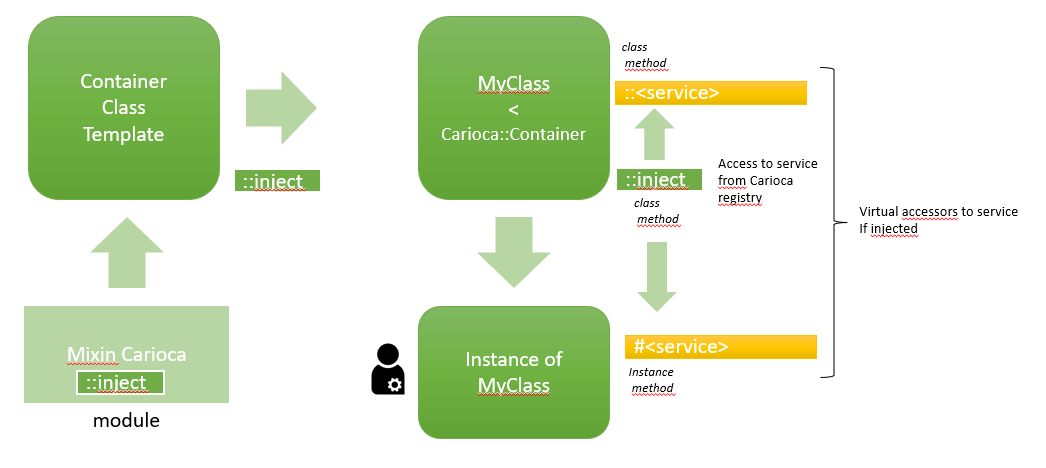 Container
Class
Template
::inject
Mixin Carioca
::inject
module
MyClass
<
Carioca::Container
class
method
::<service>
::inject
class
method
Access to service
from Carioca
registry
Virtual accessors to service
If injected
Instance of
MyClass
#<service>
Instance
method